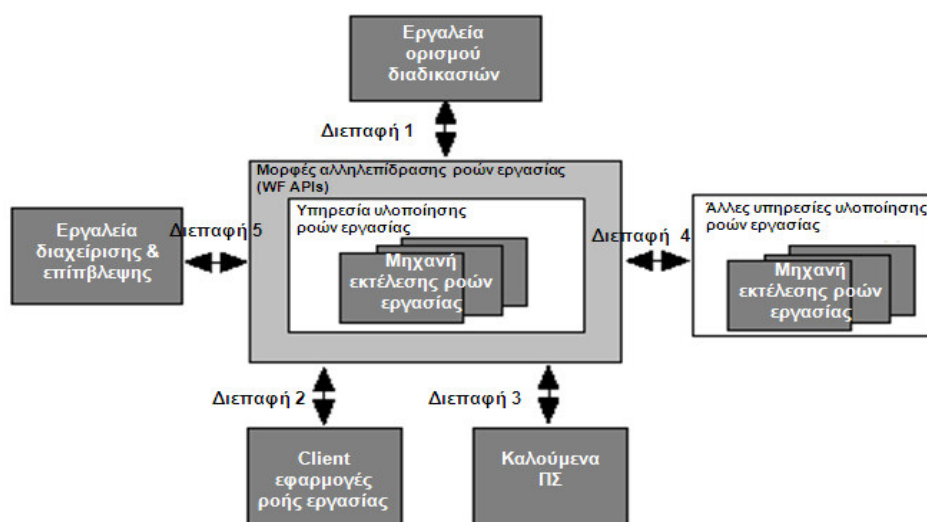 Εργαλεία
ορισμού
διαδικασιών
Διεπαφή 1
Μορφές αλληλεπίδρασης ροών εργασίας
(WF APIs)
Υπηρεσία υλοποίησης
ροών εργασίας
Μηχανή
εκτέλεσης ροών
εργασίας
Εργαλεία
διαχείρισης &
επίπβλεψης
Διεπαφή 5
Διεπαφή 4
Άλλες υπηρεσίες υλοποίησης
ροών εργασίας
Μηχανή
εκτέλεσης ροών
εργασίας
Διεπαφή 2
Διεπαφή 3
Client
εφαρμογές
ροής εργασίας
Καλούμενα
ΠΣ